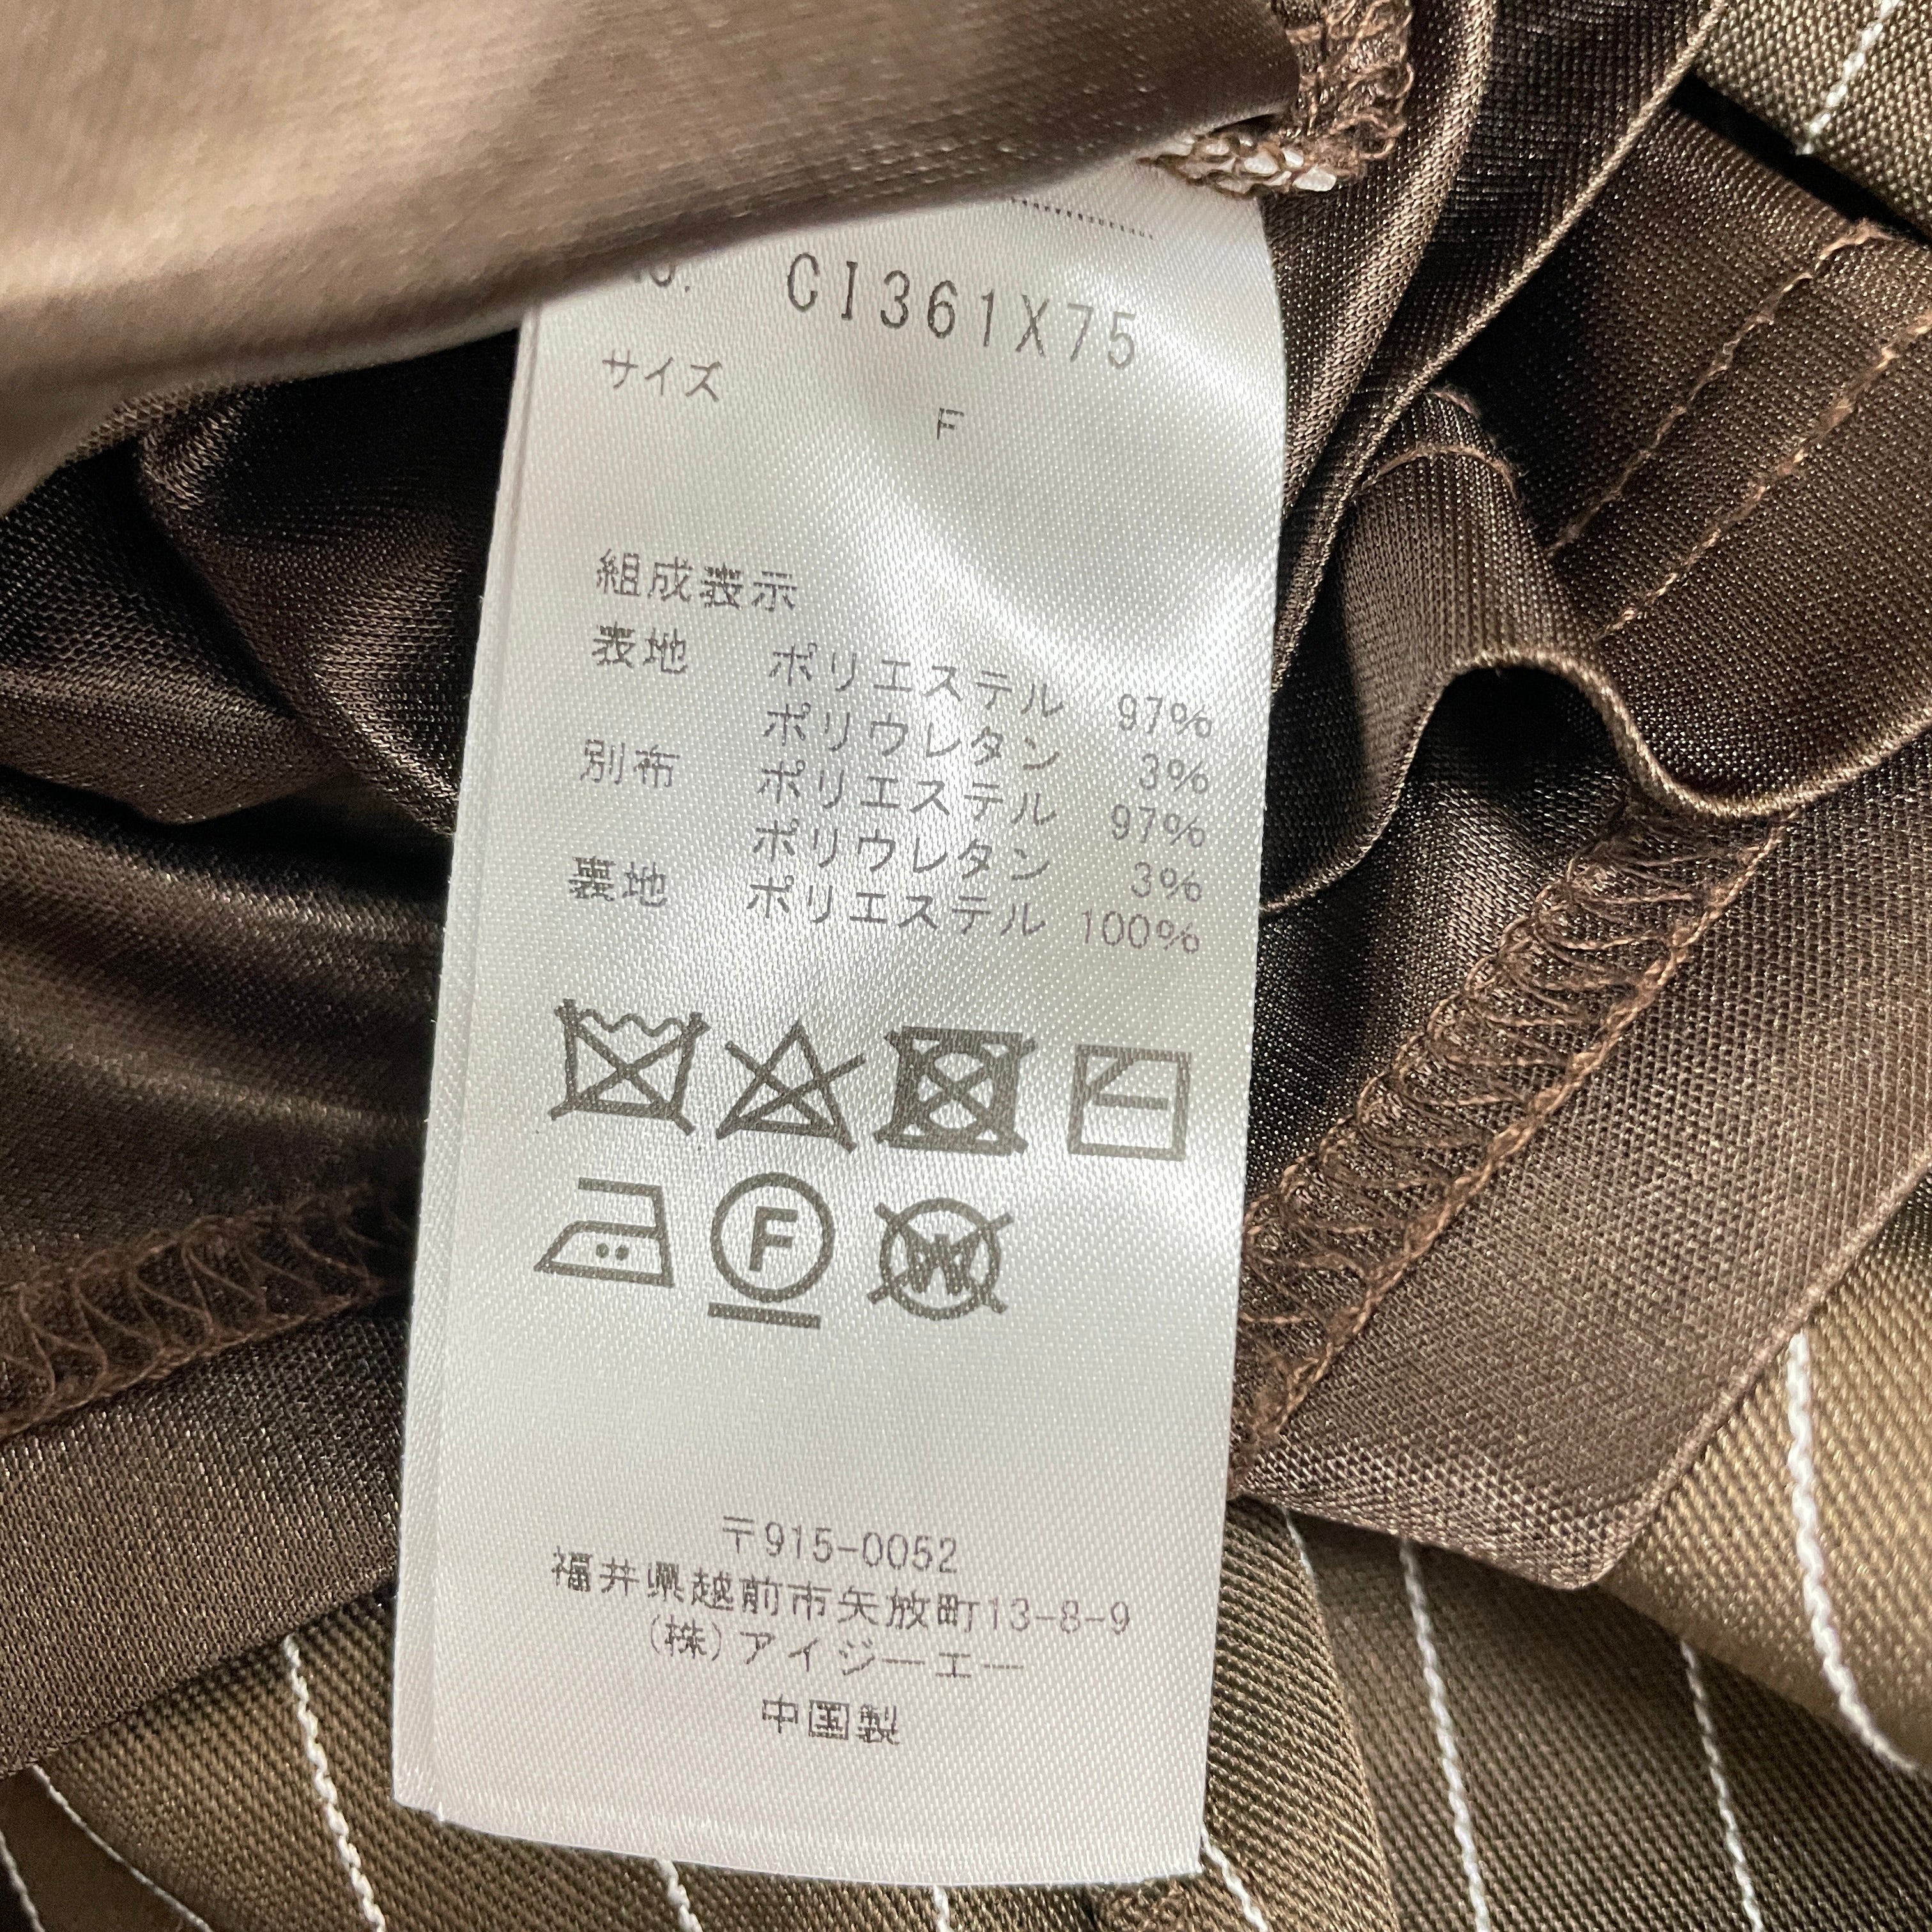 CI361X75
サイズ
F
組成表示
表地 ポリエステル 97%
ポリウレタン 3%
別布 ポリエステル 97%
ポリウレタン 3%
裏地 ポリエステル 100%
F
W
〒915-0052
福井県越前市矢放町13-8-9
(株)アイジーエー
中国製